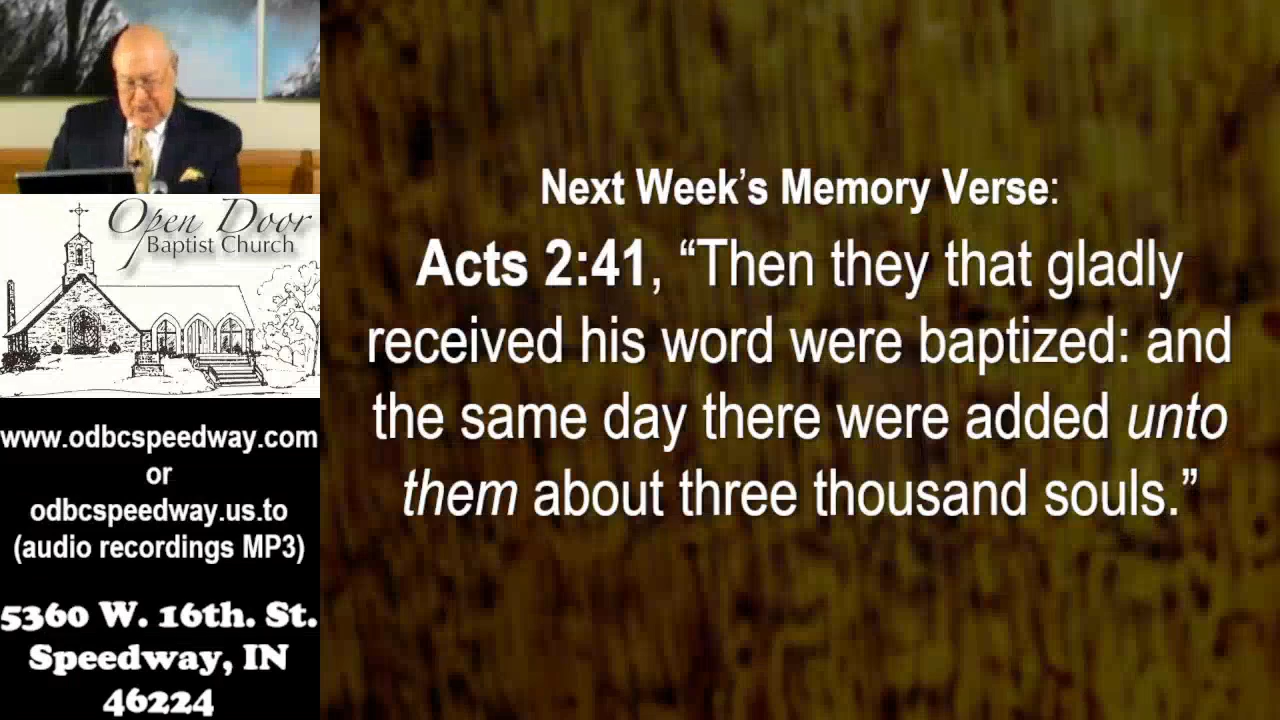 Open Door
Baptist Church
www.odbcspeedway.com
or
odbcspeedway.us.to
(audio recordings MP3)
5360 W. 16th. St.
Speedway, IN
46224
Next Week’s Memory Verse:
Acts 2:41, “Then they that gladly
received his word were baptized: and
the same day there were added unto
them about three thousand souls.”